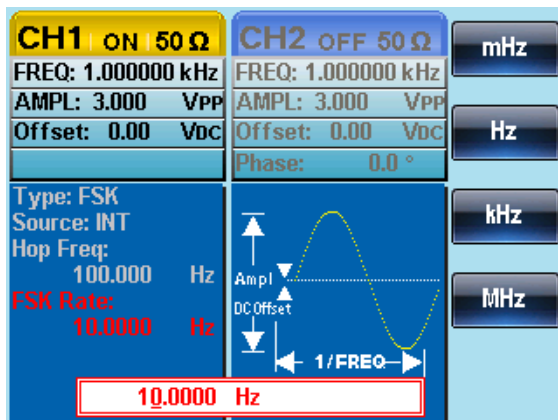 CH1 ON 50 Ω
FREQ: 1.000000 kHz
AMPL: 3.000 VPP
Offset: 0.00 VDC
CH2 OFF 50 Ω
FREQ: 1.000000 kHz
AMPL: 3.000 VPP
Offset: 0.00 VDC
Phase: 0.0 °
Type: FSK
Source: INT
Hop Freq:
100.000 Hz
FSK Rate:
10.0000 Hz
Ampl
DC Offset
1/FREQ
10.0000 Hz
mHz
Hz
kHz
MHz